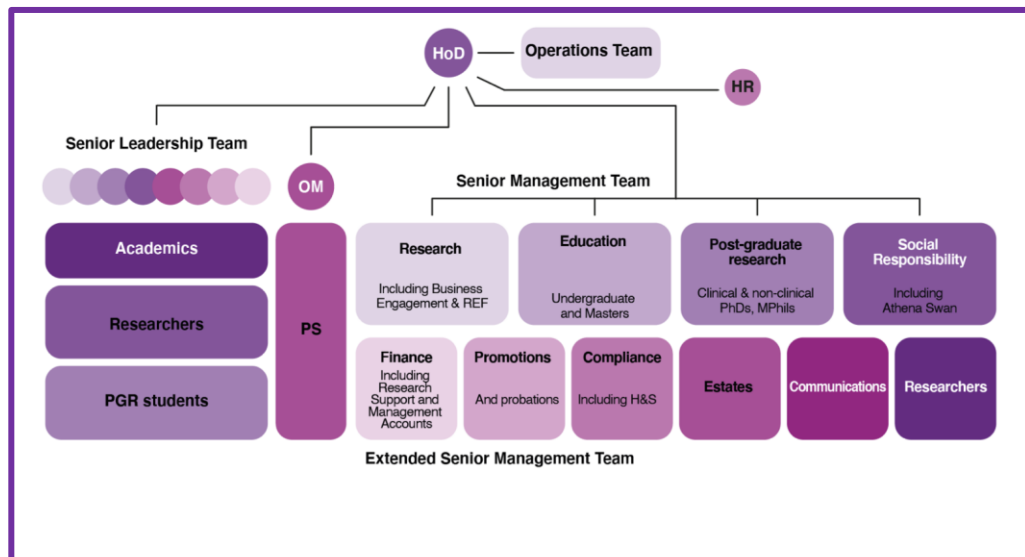 HoD
Operations Team
HR
Senior Leadership Team
OM
Senior Management Team
Academics
Researchers
PGR students
PS
Research
Including Business
Engagement & REF
Education
Undergraduate
and Masters
Post-graduate
research
Clinical & non-clinical
PhDs, MPhils
Social
Responsibility
Including
Athena Swan
Finance
Including
Research
Support and
Management
Accounts
Promotions
And probations
Compliance
Including H&S
Estates
Communications
Researchers
Extended Senior Management Team